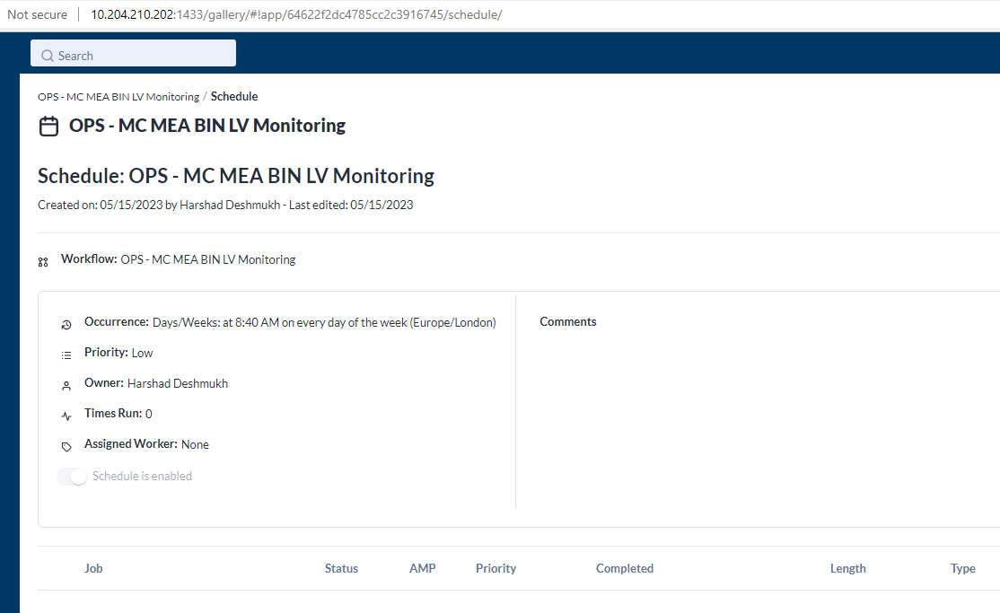 Not secure 10.204.210.202:1433/gallery/#!app/64622f2dc4785cc2c3916745/schedule/
Search
OPS - MC MEA BIN LV Monitoring / Schedule
OPS - MC MEA BIN LV Monitoring
Schedule: OPS - MC MEA BIN LV Monitoring
Created on: 05/15/2023 by Harshad Deshmukh - Last edited: 05/15/2023
Workflow: OPS - MC MEA BIN LV Monitoring
Occurrence: Days/Weeks: at 8:40 AM on every day of the week (Europe/London)
Priority: Low
Owner: Harshad Deshmukh
Times Run: 0
Assigned Worker: None
Schedule is enabled
Comments
Job Status AMP Priority Completed Length Type